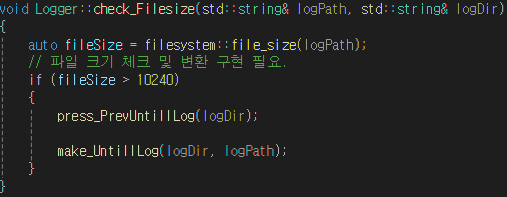 void Logger::check_Filesize(std::string& logPath, std::string& logDir)
{
    auto fileSize = filesystem::file_size(logPath);
    // 파일 크기 체크 및 변환 구현 필요.
    if (fileSize > 10240)
    {
        press_PrevUntillLog(logDir);
        make_UntillLog(logDir, logPath);
    }
}